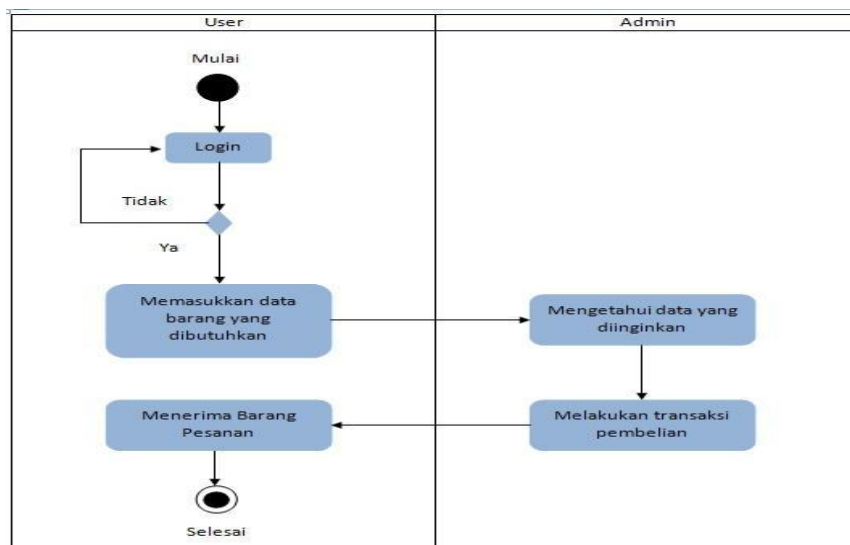 User
Admin
Mulai
Login
Tidak
Ya
Memasukkan data
barang yang
dibutuhkan
Mengetahui data yang
diinginkan
Melakukan transaksi
pembelian
Menerima Barang
Pesanan
Selesai